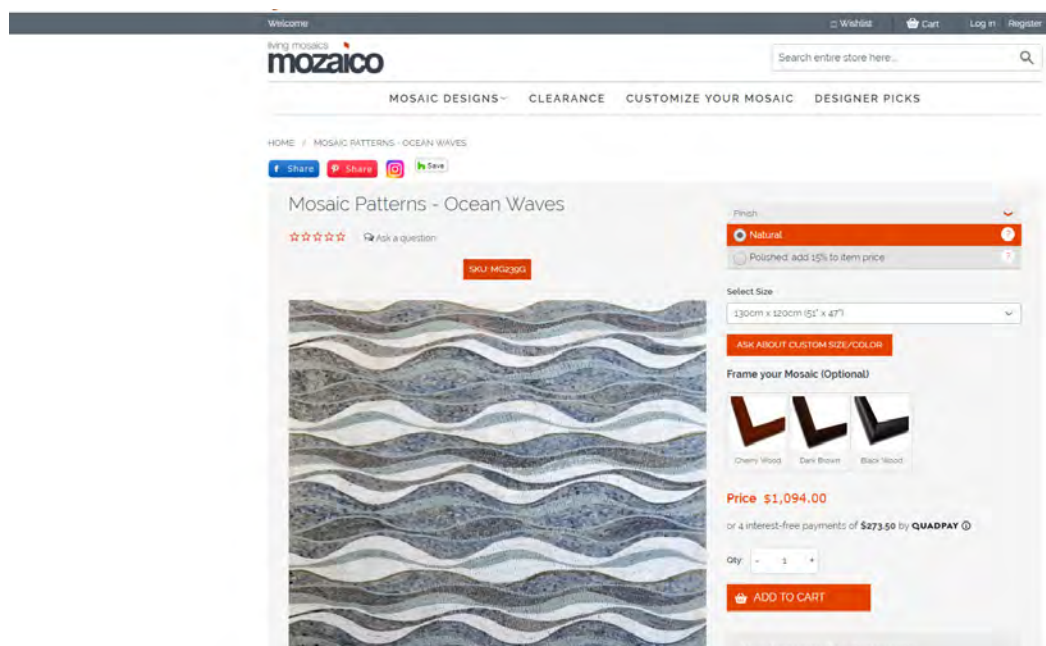 Welcome
Wishlist
Cart
Log in
Register
living mosaics
mozaico
Search entire store here...
MOSAIC DESIGNS
CLEARANCE
CUSTOMIZE YOUR MOSAIC
DESIGNER PICKS
HOME / MOSAIC PATTERNS - OCEAN WAVES
f Share
Share
Save
Mosaic Patterns - Ocean Waves
Ask a question
SKU: MG239G
Finish
Natural
?
Polished: add 15% to item price
?
Select Size
130cm x 120cm (51" x 47")
ASK ABOUT CUSTOM SIZE/COLOR
Frame your Mosaic (Optional)
Cherry Wood
Dark Brown
Black Wood
Price $1,094.00
or 4 interest-free payments of $273.50 by QUADPAY
Qty: - 1 +
ADD TO CART